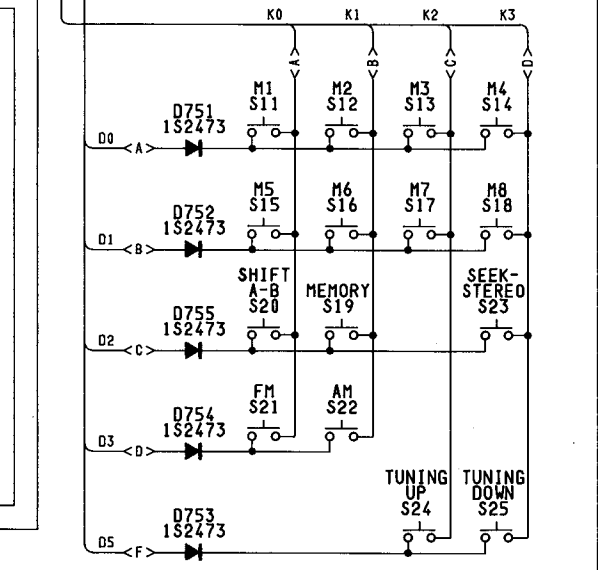 K0 K1 K2 K3
A B C D
M1 M2 M3 M4
S11 S12 S13 S14
D751
1S2473
D0 <A>
M5 M6 M7 M8
S15 S16 S17 S18
D752
1S2473
D1 <B>
SHIFT
A-B
S20
MEMORY
S19
SEEK-
STEREO
S23
D755
1S2473
D2 <C>
FM AM
S21 S22
D754
1S2473
D3 <D>
TUNING
UP
S24
TUNING
DOWN
S25
D753
1S2473
D5 <F>